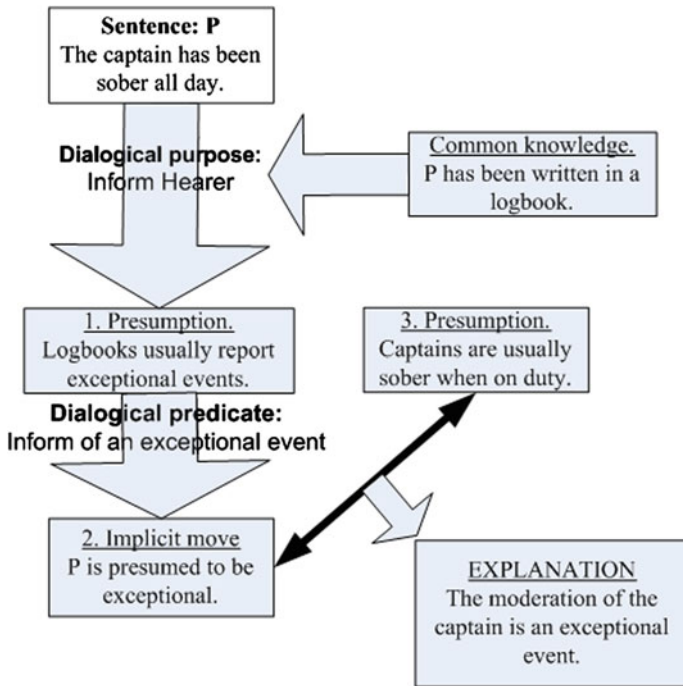 Sentence: P
The captain has been
sober all day.
Dialogical purpose:
Inform Hearer
Common knowledge.
P has been written in a
logbook.
1. Presumption.
Logbooks usually report
exceptional events.
3. Presumption.
Captains are usually
sober when on duty.
Dialogical predicate:
Inform of an exceptional event
2. Implicit move
P is presumed to be
exceptional.
EXPLANATION
The moderation of the
captain is an exceptional
event.